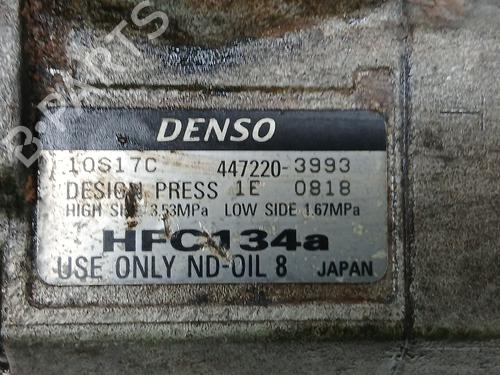 B-PARTS
DENSO
10S17C 447220-3993
DESIGN PRESS 1E 0818
HIGH SIDE 3.53MPa LOW SIDE 1.67MPa
HFC134a
USE ONLY ND-OIL 8 JAPAN